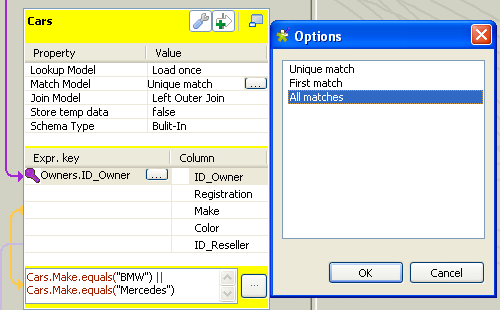 Cars
Property Value
Lookup Model Load once
Match Model Unique match ...
Join Model Left Outer Join
Store temp data false
Schema Type Bulit-In
Expr. key Column
Owners.ID_Owner ... ID_Owner
Registration
Make
Color
ID_Reseller
Cars.Make.equals("BMW") ||
Cars.Make.equals("Mercedes")
...
Options
Unique match
First match
All matches
OK Cancel